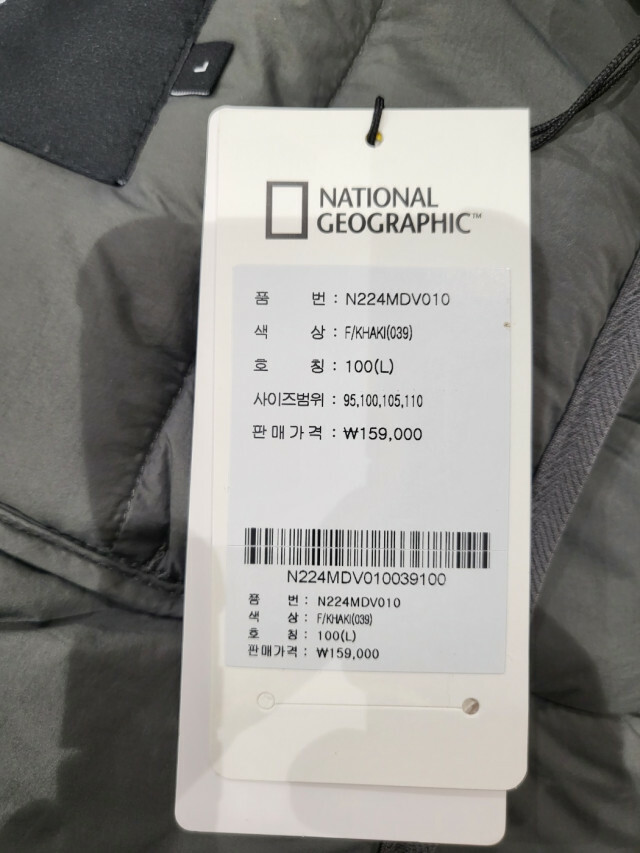 L
NATIONAL
GEOGRAPHIC™
품 번 : N224MDV010
색 상 : F/KHAKI(039)
호 칭 : 100(L)
사이즈범위 : 95,100,105,110
판매가격 : ₩159,000
N224MDV010039100
품 번 : N224MDV010
색 상 : F/KHAKI(039)
호 칭 : 100(L)
판매가격 : ₩159,000